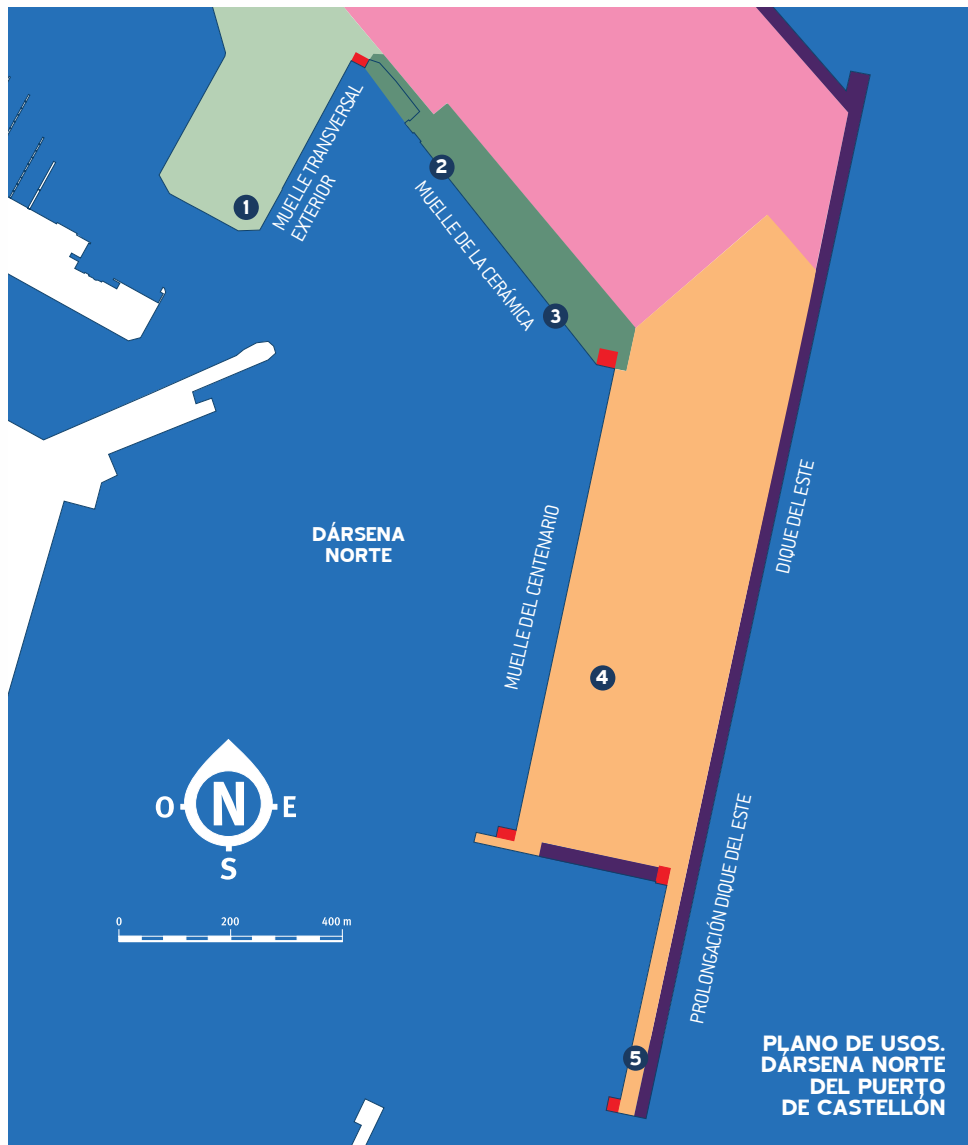 MUELLE TRANSVERSAL
EXTERIOR
1
2
MUELLE DE LA CERÁMICA
3
DÁRSENA
NORTE
MUELLE DEL CENTENARIO
DIQUE DEL ESTE
4
N
O
E
S
0 200 400 m
PROLONGACIÓN DIQUE DEL ESTE
5
PLANO DE USOS.
DÁRSENA NORTE
DEL PUERTO
DE CASTELLÓN